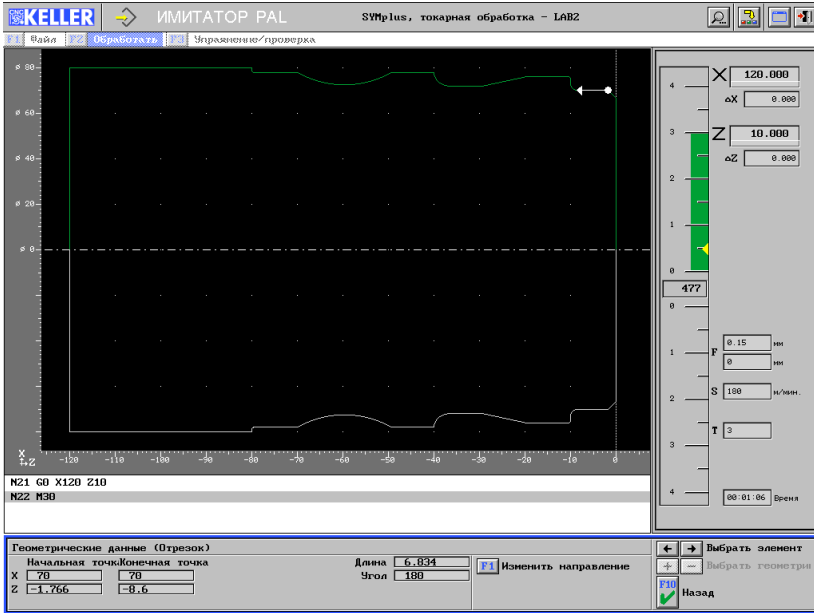 CNC KELLER ИМИТАТОР PAL SYMplus, токарная обработка - LAB2
F1 Файл F2 Обработать F3 Упражнение/проверка
ø 80
ø 60
ø 40
ø 20
ø 0
X
Z
-120 -110 -100 -90 -80 -70 -60 -50 -40 -30 -20 -10 0
4
3
2
1
0
477
0
1
2
3
4
X 120.000
△X 0.000
Z 10.000
△Z 0.000
F 0.15 мм
0 мм
S 180 м/мин.
T 3
00:01:06 Время
N21 G0 X120 Z10
N22 M30
Геометрические данные (Отрезок)
Начальная точка Конечная точка
X 70 70
Z -1.766 -8.6
Длина 6.834
Угол 180
F1 Изменить направление
← → Выбрать элемент
+ - Выбрать геометри
F10 Назад